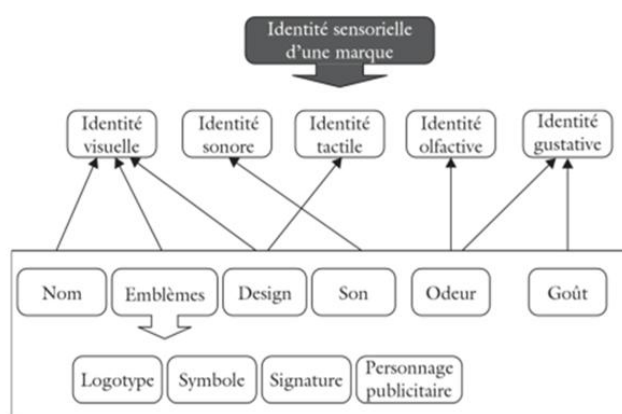 Identité sensorielle
d'une marque
Identité
visuelle
Identité
sonore
Identité
tactile
Identité
olfactive
Identité
gustative
Nom
Emblèmes
Design
Son
Odeur
Goût
Logotype
Symbole
Signature
Personnage
publicitaire